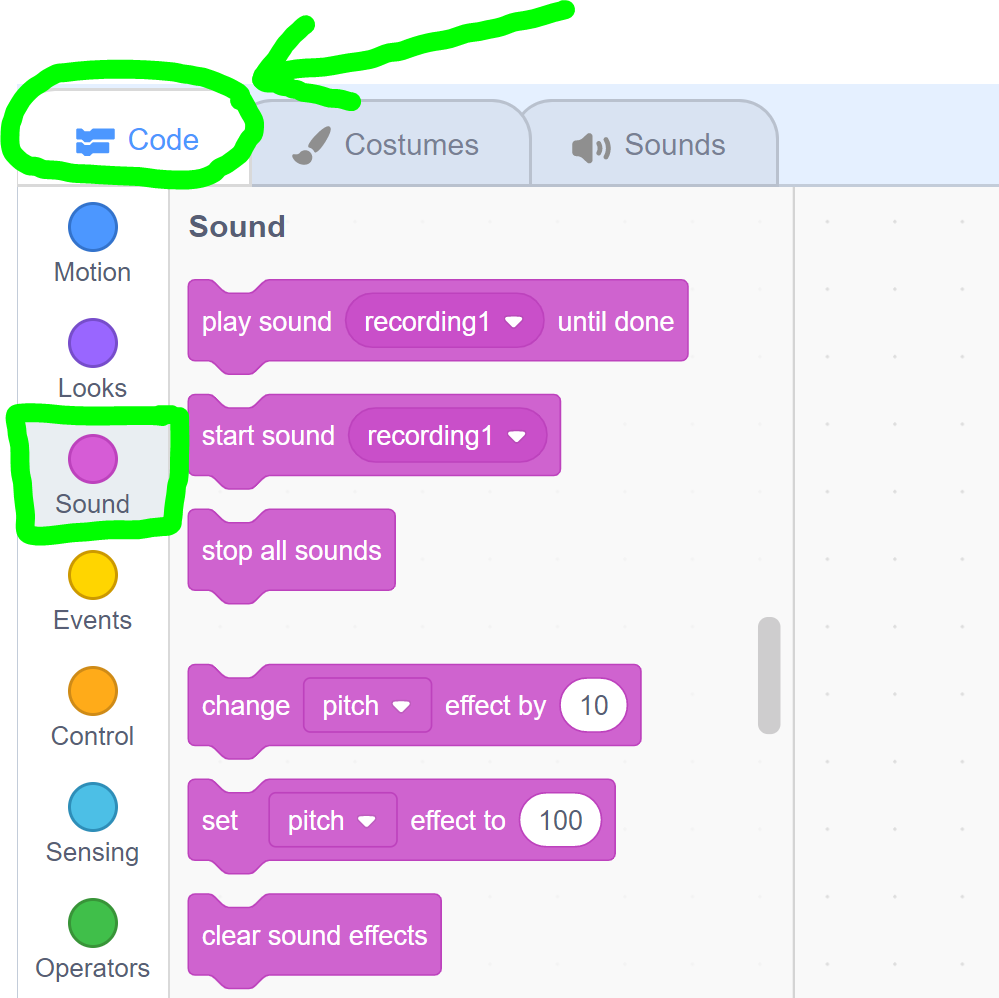 Code Costumes Sounds
Motion
Looks
Sound
Events
Control
Sensing
Operators
Sound
play sound recording1 until done
start sound recording1
stop all sounds
change pitch effect by 10
set pitch effect to 100
clear sound effects